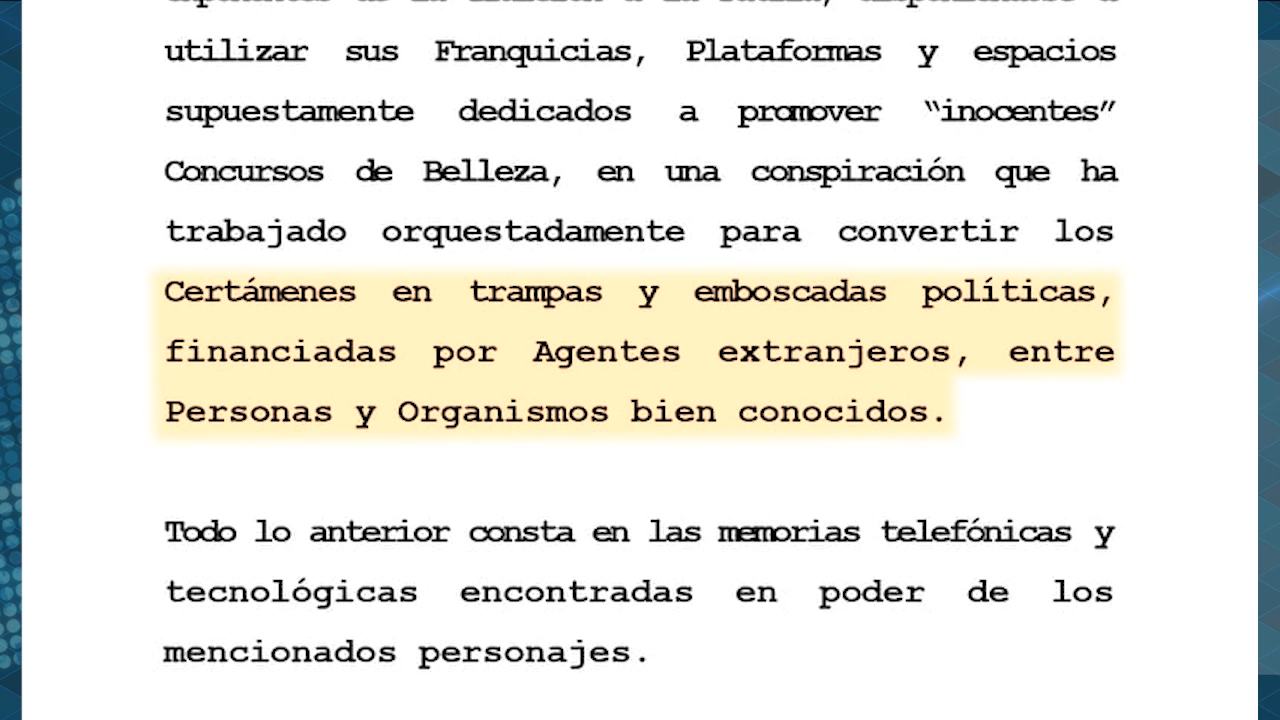 utilizar sus Franquicias, Plataformas y espacios
supuestamente dedicados a promover “inocentes”
Concursos de Belleza, en una conspiración que ha
trabajado orquestadamente para convertir los
Certámenes en trampas y emboscadas políticas,
financiadas por Agentes extranjeros, entre
Personas y Organismos bien conocidos.
Todo lo anterior consta en las memorias telefónicas y
tecnológicas encontradas en poder de los
mencionados personajes.